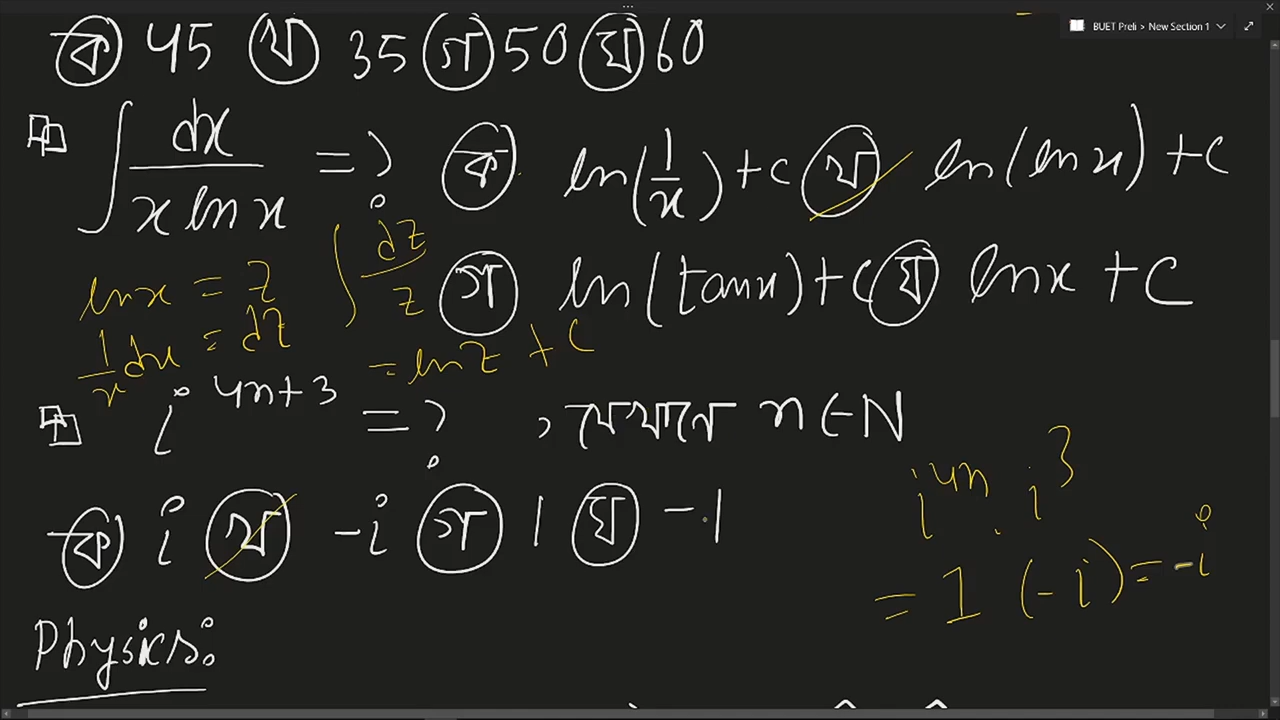 BUET Preli > New Section 1
ক 45 খ 35 গ 50 ঘ 60
∫ dx / (x ln x) = ? ক ln(1/x) + c খ ln(ln x) + c
গ ln(tan x) + c ঘ ln x + c
ln x = z ∫ dz/z
1/x dx = dz = ln z + c
i^(4n+3) = ? , যেখানে n ∈ N
ক i খ -i গ 1 ঘ -1
i^(4n) . i^3
= 1 (-i) = -i
Physics: